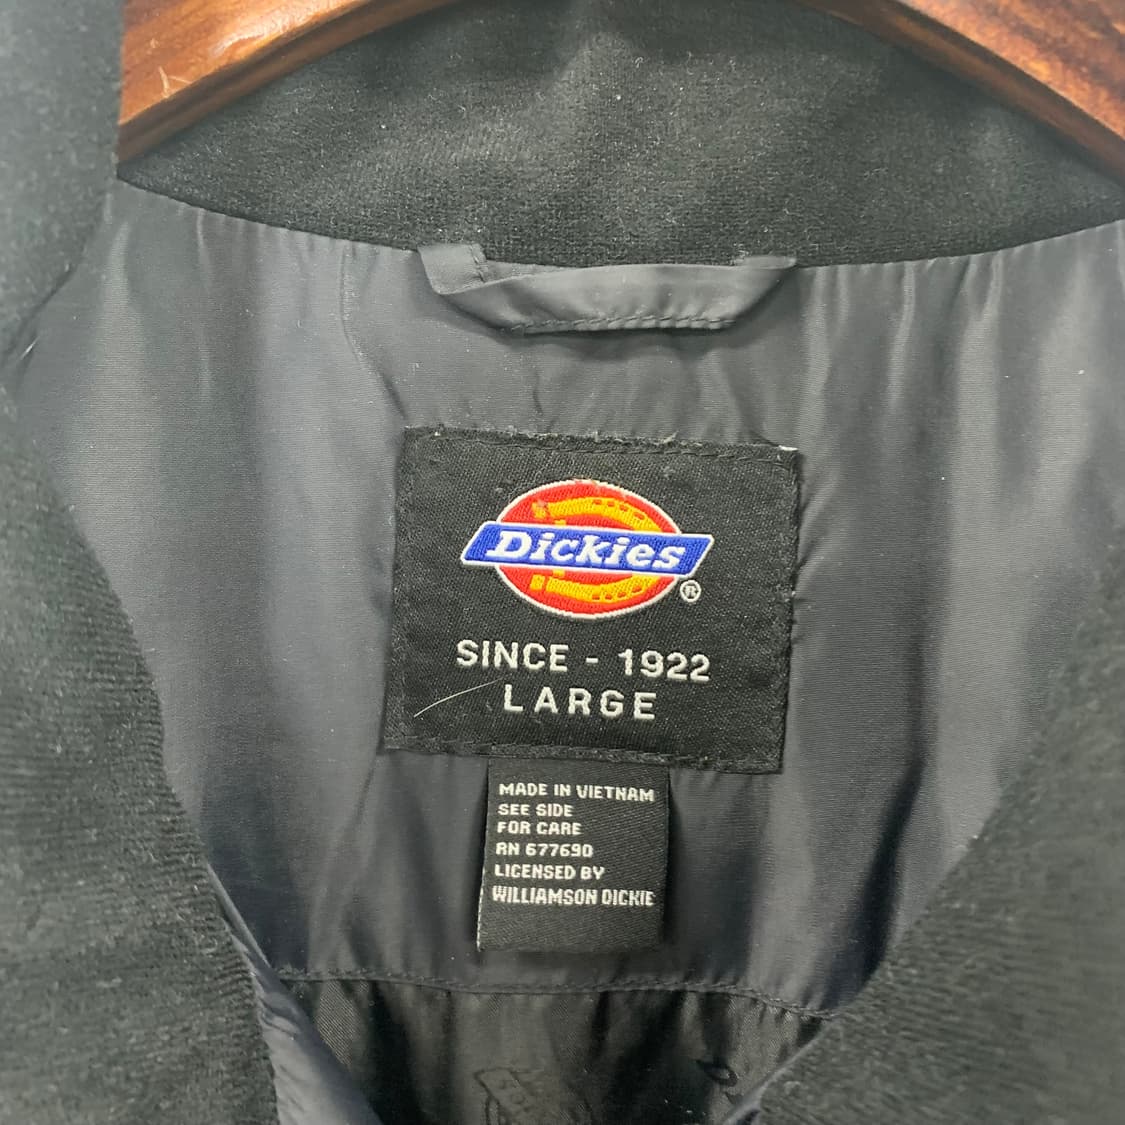 Dickies
®
SINCE - 1922
LARGE
MADE IN VIETNAM
SEE SIDE
FOR CARE
RN 677690
LICENSED BY
WILLIAMSON DICKIE